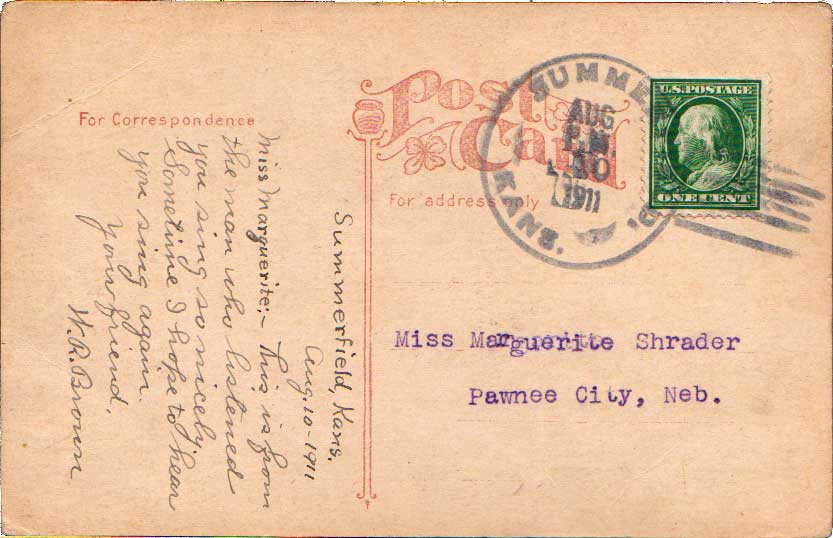 Post
Card
For Correspondence
For address only
SUMME
KANS.
AUG
P.M.
10
1911
U.S. POSTAGE
ONE CENT
Summerfield, Kans.
Aug. 10-1911
Miss Marguerite:- This is from
the man who listened
you sing so nicely.
Sometime I hope to hear
you sing again.
Your friend,
W.R. Brown
Miss Marguerite Shrader
Pawnee City, Neb.